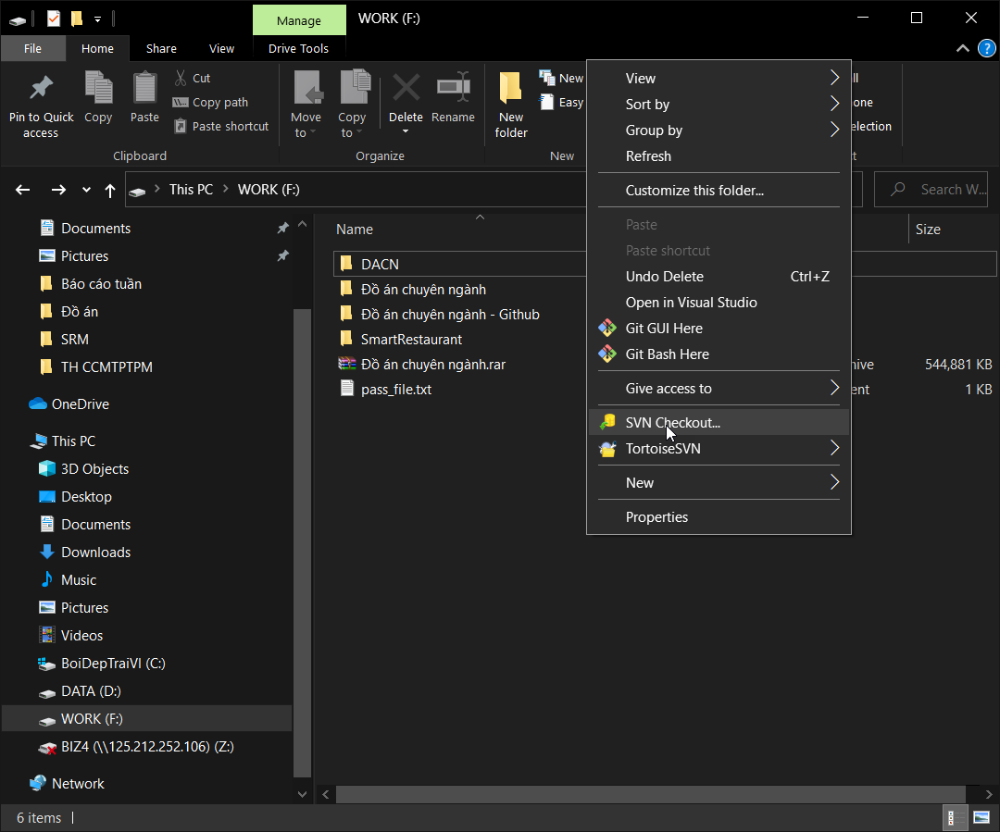 Manage
WORK (F:)
File
Home
Share
View
Drive Tools
Pin to Quick access
Copy
Paste
Cut
Copy path
Paste shortcut
Clipboard
Move to
Copy to
Delete
Rename
Organize
New folder
New
Easy
New
This PC
WORK (F:)
Search W...
Documents
Pictures
Báo cáo tuần
Đồ án
SRM
TH CCMTPTPM
OneDrive
This PC
3D Objects
Desktop
Documents
Downloads
Music
Pictures
Videos
BoiDepTraiVl (C:)
DATA (D:)
WORK (F:)
BIZ4 (\\125.212.252.106) (Z:)
Network
Name
Size
DACN
Đồ án chuyên ngành
Đồ án chuyên ngành - Github
SmartRestaurant
Đồ án chuyên ngành.rar
544,881 KB
pass_file.txt
1 KB
View
Sort by
Group by
Refresh
Customize this folder...
Paste
Paste shortcut
Undo Delete Ctrl+Z
Open in Visual Studio
Git GUI Here
Git Bash Here
Give access to
SVN Checkout...
TortoiseSVN
New
Properties
6 items